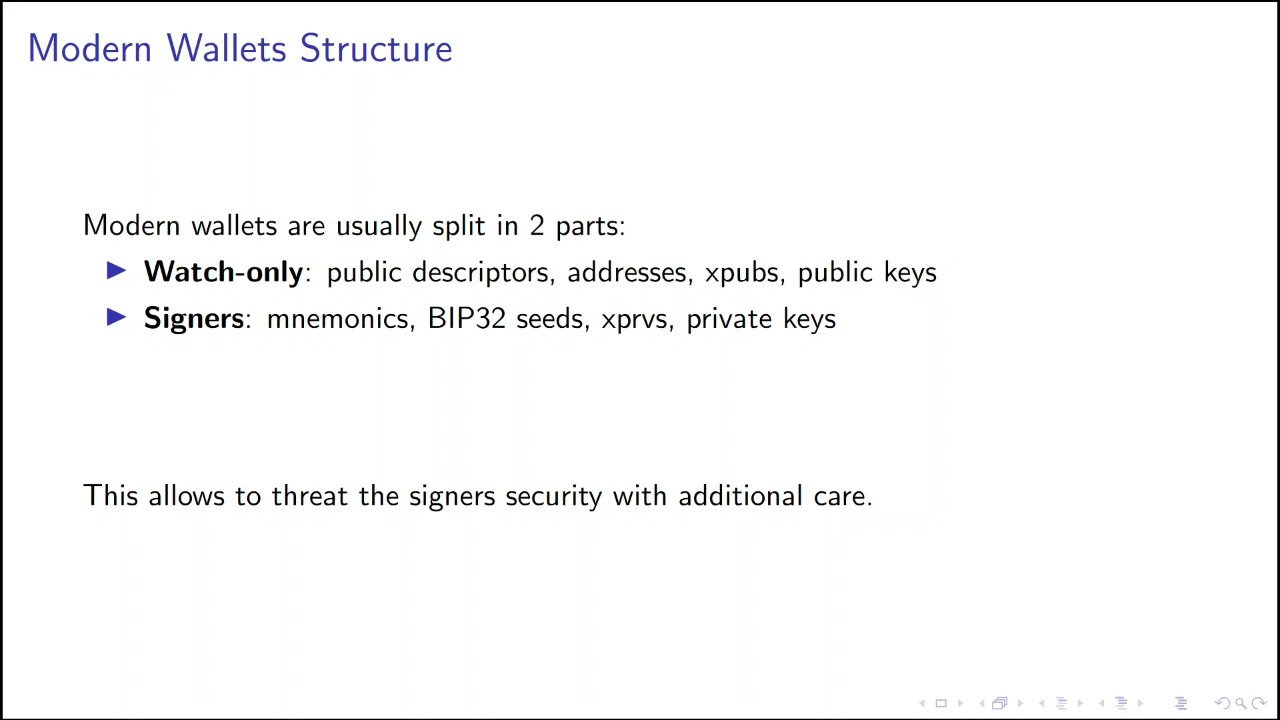 Modern Wallets Structure
Modern wallets are usually split in 2 parts:
Watch-only: public descriptors, addresses, xpubs, public keys
Signers: mnemonics, BIP32 seeds, xprvs, private keys
This allows to threat the signers security with additional care.